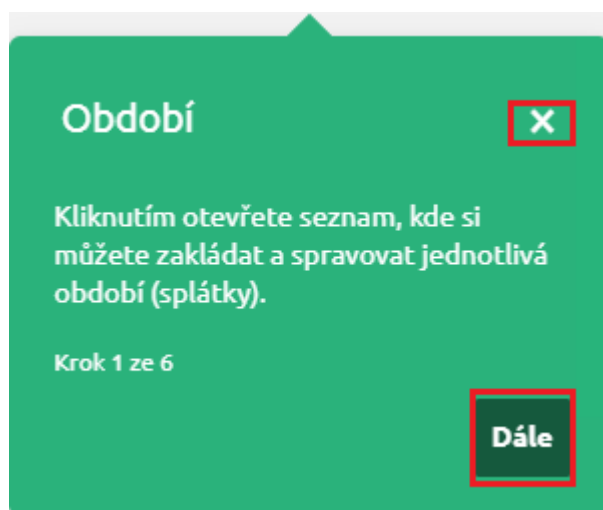 Období
Kliknutím otevřete seznam, kde si
můžete zakládat a spravovat jednotlivá
období (splátky).
Krok 1 ze 6
Dále